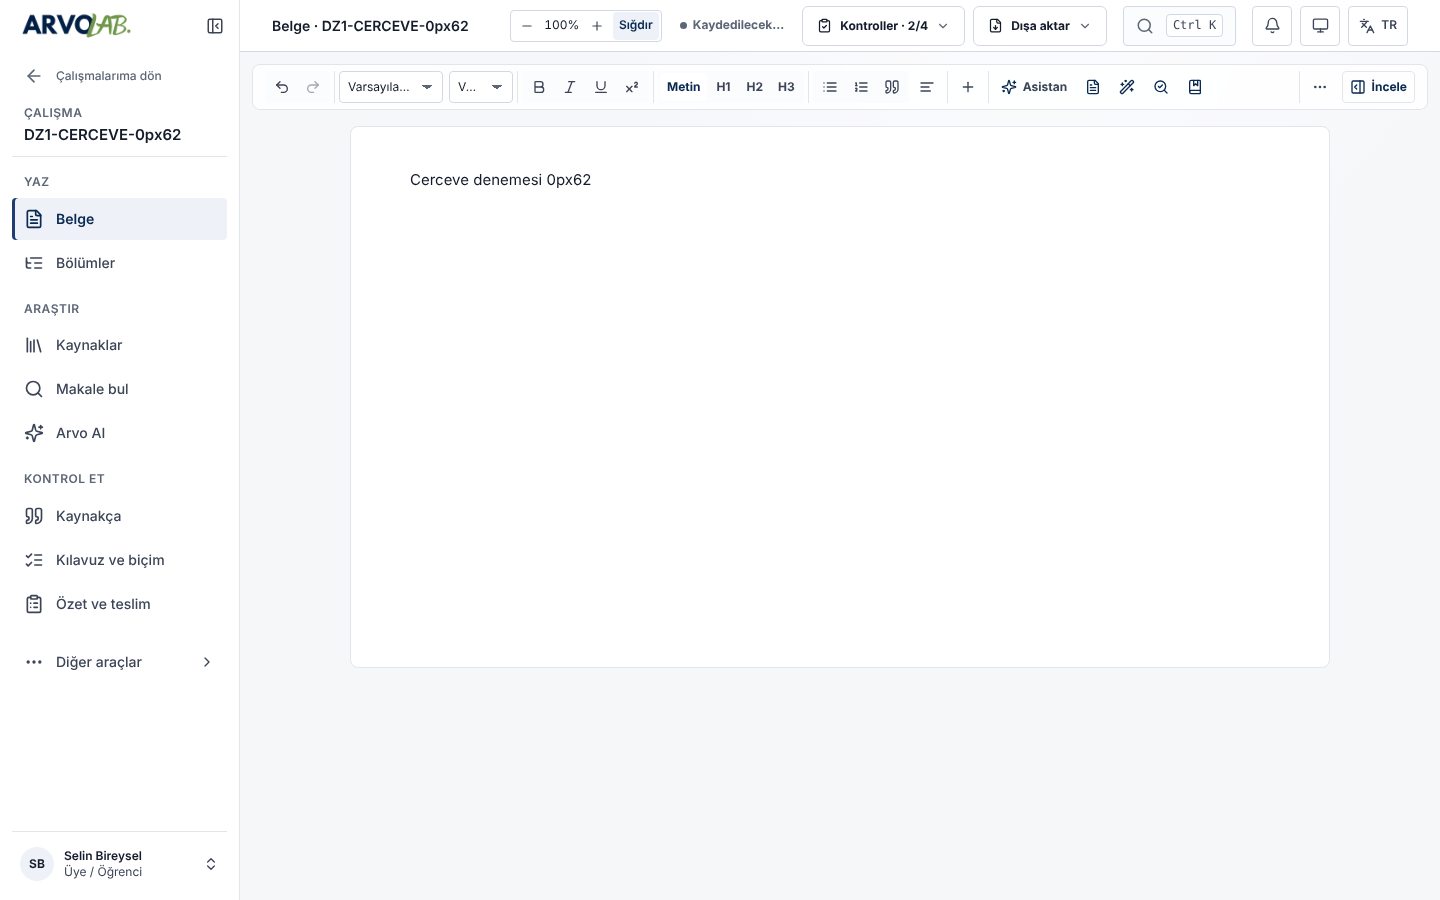 ARVOLAB.
Çalışmalarıma dön
ÇALIŞMA
DZ1-CERCEVE-0px62
YAZ
Belge
Bölümler
ARAŞTIR
Kaynaklar
Makale bul
Arvo AI
KONTROL ET
Kaynakça
Kılavuz ve biçim
Özet ve teslim
Diğer araçlar
SB
Selin Bireysel
Üye / Öğrenci
Belge · DZ1-CERCEVE-0px62
100%
Sığdır
Kaydedilecek...
Kontroller · 2/4
Dışa aktar
Ctrl K
TR
Varsayıla...
V...
B I U x²
Metin H1 H2 H3
Asistan
İncele
Cerceve denemesi 0px62